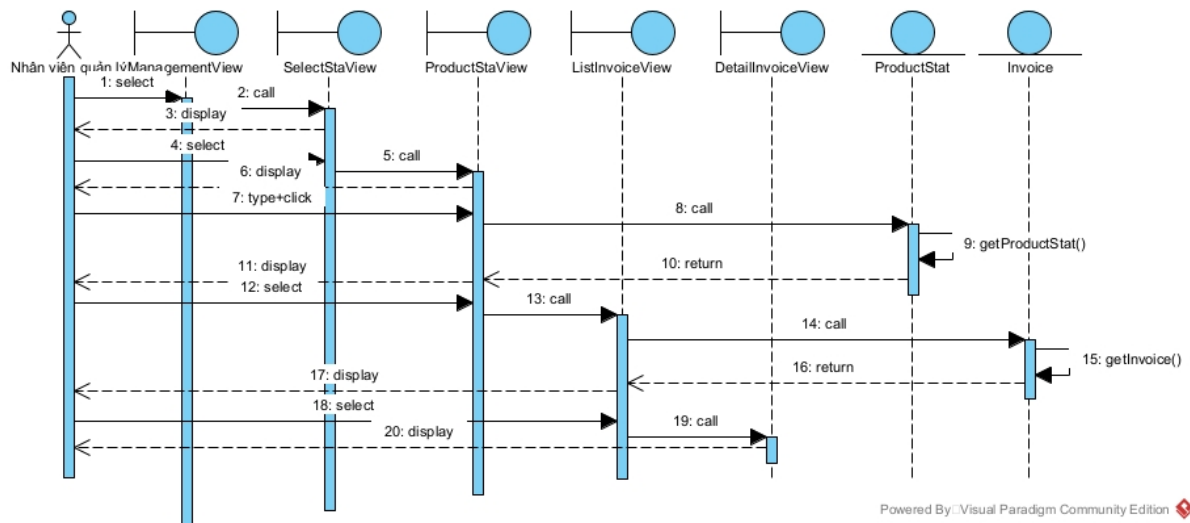 Nhân viên quản lý
ManagementView
SelectStaView
ProductStaView
ListInvoiceView
DetailInvoiceView
ProductStat
Invoice
1: select
2: call
3: display
4: select
5: call
6: display
7: type+click
8: call
9: getProductStat()
10: return
11: display
12: select
13: call
14: call
15: getInvoice()
16: return
17: display
18: select
19: call
20: display
Powered By Visual Paradigm Community Edition